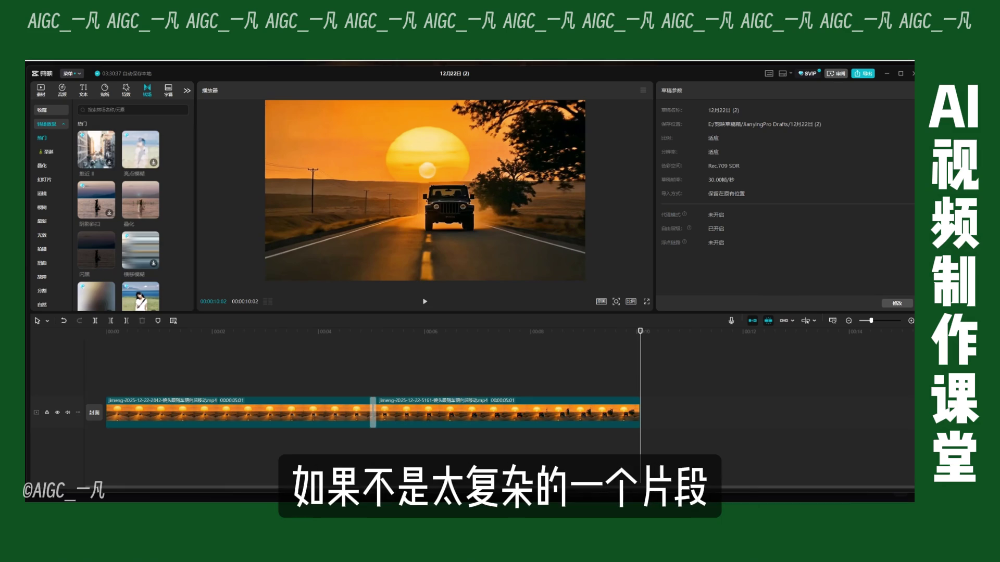 AIGC_一凡 AIGC_一凡 AIGC_一凡 AIGC_一凡 AIGC_一凡 AIGC_一凡 AIGC_一凡 AIGC_一凡 AIGC_一凡 AIGC_一凡 AIGC_一凡 AIGC_一凡
剪映 菜单 03:30:37 自动保存本地 12月22日 (2) SVIP 审阅 导出
素材 音频 文本 贴纸 特效 转场 字幕
播放器
草稿参数
收藏 搜索转场名称/元素
转场效果 热门
热门
圣诞
叠化
幻灯片
运镜
模糊
最新
光效
拍摄
扭曲
故障
分割
自然
推近 II 亮点模糊
阴影斜扫 叠化
闪黑 横移模糊
草稿名称: 12月22日 (2)
保存位置: E:/剪映草稿箱/JianyingPro Drafts/12月22日 (2)
比例: 适应
分辨率: 适应
色彩空间: Rec.709 SDR
草稿帧率: 30.00帧/秒
导入方式: 保留在原有位置
代理模式 未开启
自由层级: 已开启
浮点链路 未开启
修改
00:00:10:02 00:00:10:02 原画 比例
00:00 00:02 00:04 00:06 00:08 00:10 00:12 00:14
jimeng-2025-12-22-2842-镜头跟随车辆向后移动.mp4 00:00:05:01 jimeng-2025-12-22-5161-镜头跟随车辆向后移动.mp4 00:00:05:01
封面
如果不是太复杂的一个片段
©AIGC_一凡
AI视频制作课堂